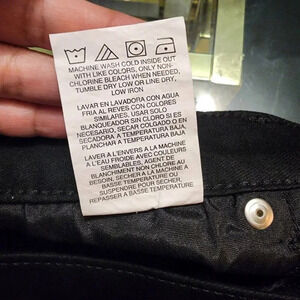 MACHINE WASH COLD INSIDE OUT
WITH LIKE COLORS, ONLY NON-
CHLORINE BLEACH WHEN NEEDED,
TUMBLE DRY LOW OR LINE DRY,
LOW IRON
LAVAR EN LAVADORA CON AGUA
FRIA AL REVES CON COLORES
SIMILARES, USAR SOLO
BLANQUEADOR SIN CLORO SI ES
NECESARIO, SECAR COLGADO O EN
SECADORA A TEMPERATURA BAJA,
PLANCHAR A TEMPERATURA BAJA
LAVER A L'ENVERS A LA MACHINE
A L'EAU FROIDE AVEC COULEURS
SEMBLABLES, AGENT DE
BLANCHIMENT NON CHLORE AU
BESOIN, SECHER A LA MACHINE A
BASSE TEMPERATURE OU
SUSPENDRE POUR SECHER,
REPASSER A BASSE TEMPERATURE